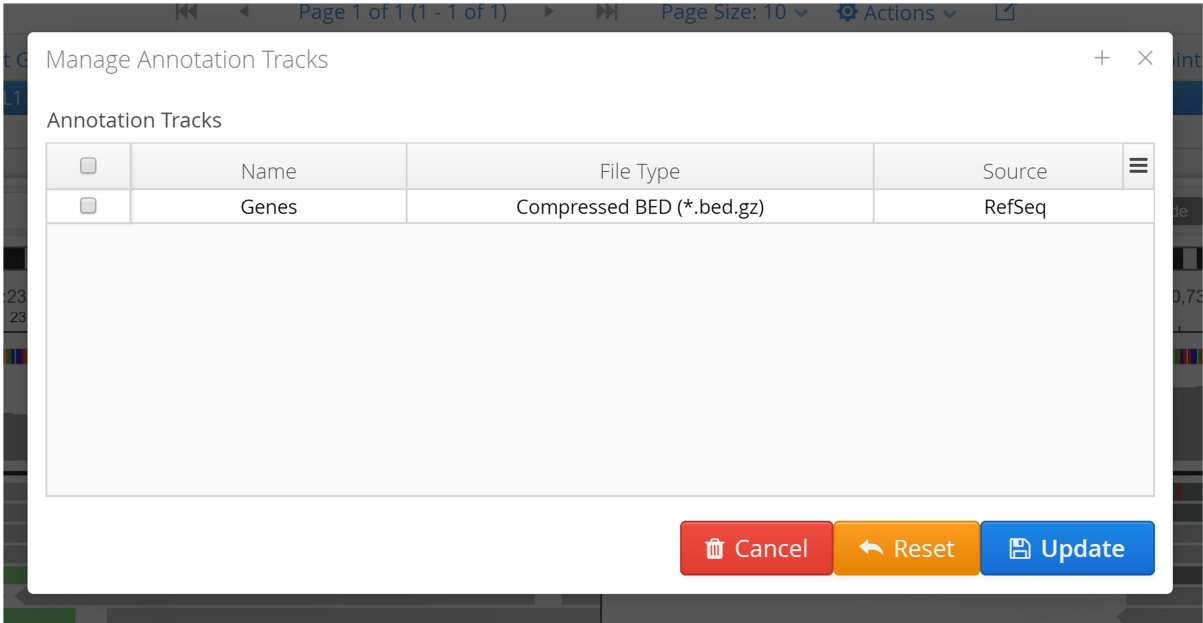 Page 1 of 1 (1 - 1 of 1) Page Size: 10 Actions
Manage Annotation Tracks
Annotation Tracks
Name File Type Source
Genes Compressed BED (*.bed.gz) RefSeq
Cancel Reset Update